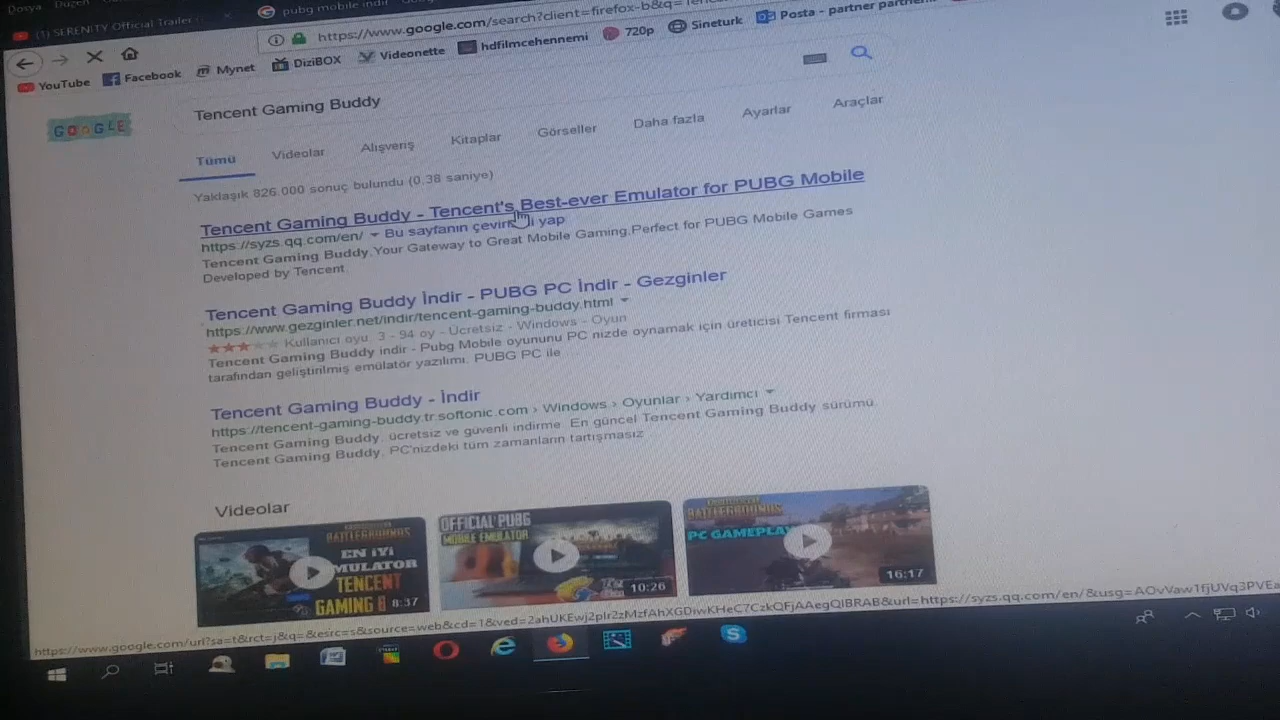 Dosya
(1) SERENITY Official Trailer
pubg mobile indir
https://www.google.com/search?client=firefox-b&q=
YouTube Facebook Mynet DiziBOX Videonette hdfilmcehennemi 720p Sineturk Posta - partner
GOOGLE
Tencent Gaming Buddy
Tümü Videolar Alışveriş Kitaplar Görseller Daha fazla Ayarlar Araçlar
Yaklaşık 826.000 sonuç bulundu (0,38 saniye)
Tencent Gaming Buddy - Tencent's Best-ever Emulator for PUBG Mobile
https://syzs.qq.com/en/ Bu sayfanın yap
Tencent Gaming Buddy,Your Gateway to Great Mobile Gaming,Perfect for PUBG Mobile Games
Developed by Tencent.
Tencent Gaming Buddy İndir - PUBG PC İndir - Gezginler
https://www.gezginler.net/indir/tencent-gaming-buddy.html
Kullanıcı oyu: 3 - 94 oy - Ücretsiz - Windows - Oyun
Tencent Gaming Buddy indir - Pubg Mobile oyununu PC nizde oynamak için üreticisi Tencent firması
tarafından geliştirilmiş emülatör yazılımı. PUBG PC ile
Tencent Gaming Buddy - İndir
https://tencent-gaming-buddy.tr.softonic.com › Windows › Oyunlar › Yardımcı
Tencent Gaming Buddy, ücretsiz ve güvenli indirme. En güncel Tencent Gaming Buddy sürümü.
Tencent Gaming Buddy, PC'nizdeki tüm zamanların tartışmasız
Videolar
BATTLEGROUNDS
EN İYİ
EMULATOR
TENCENT
GAMING
8:37
OFFICIAL PUBG
MOBILE EMULATOR
10:26
BATTLEGROUNDS
PC GAMEPLAY
16:17